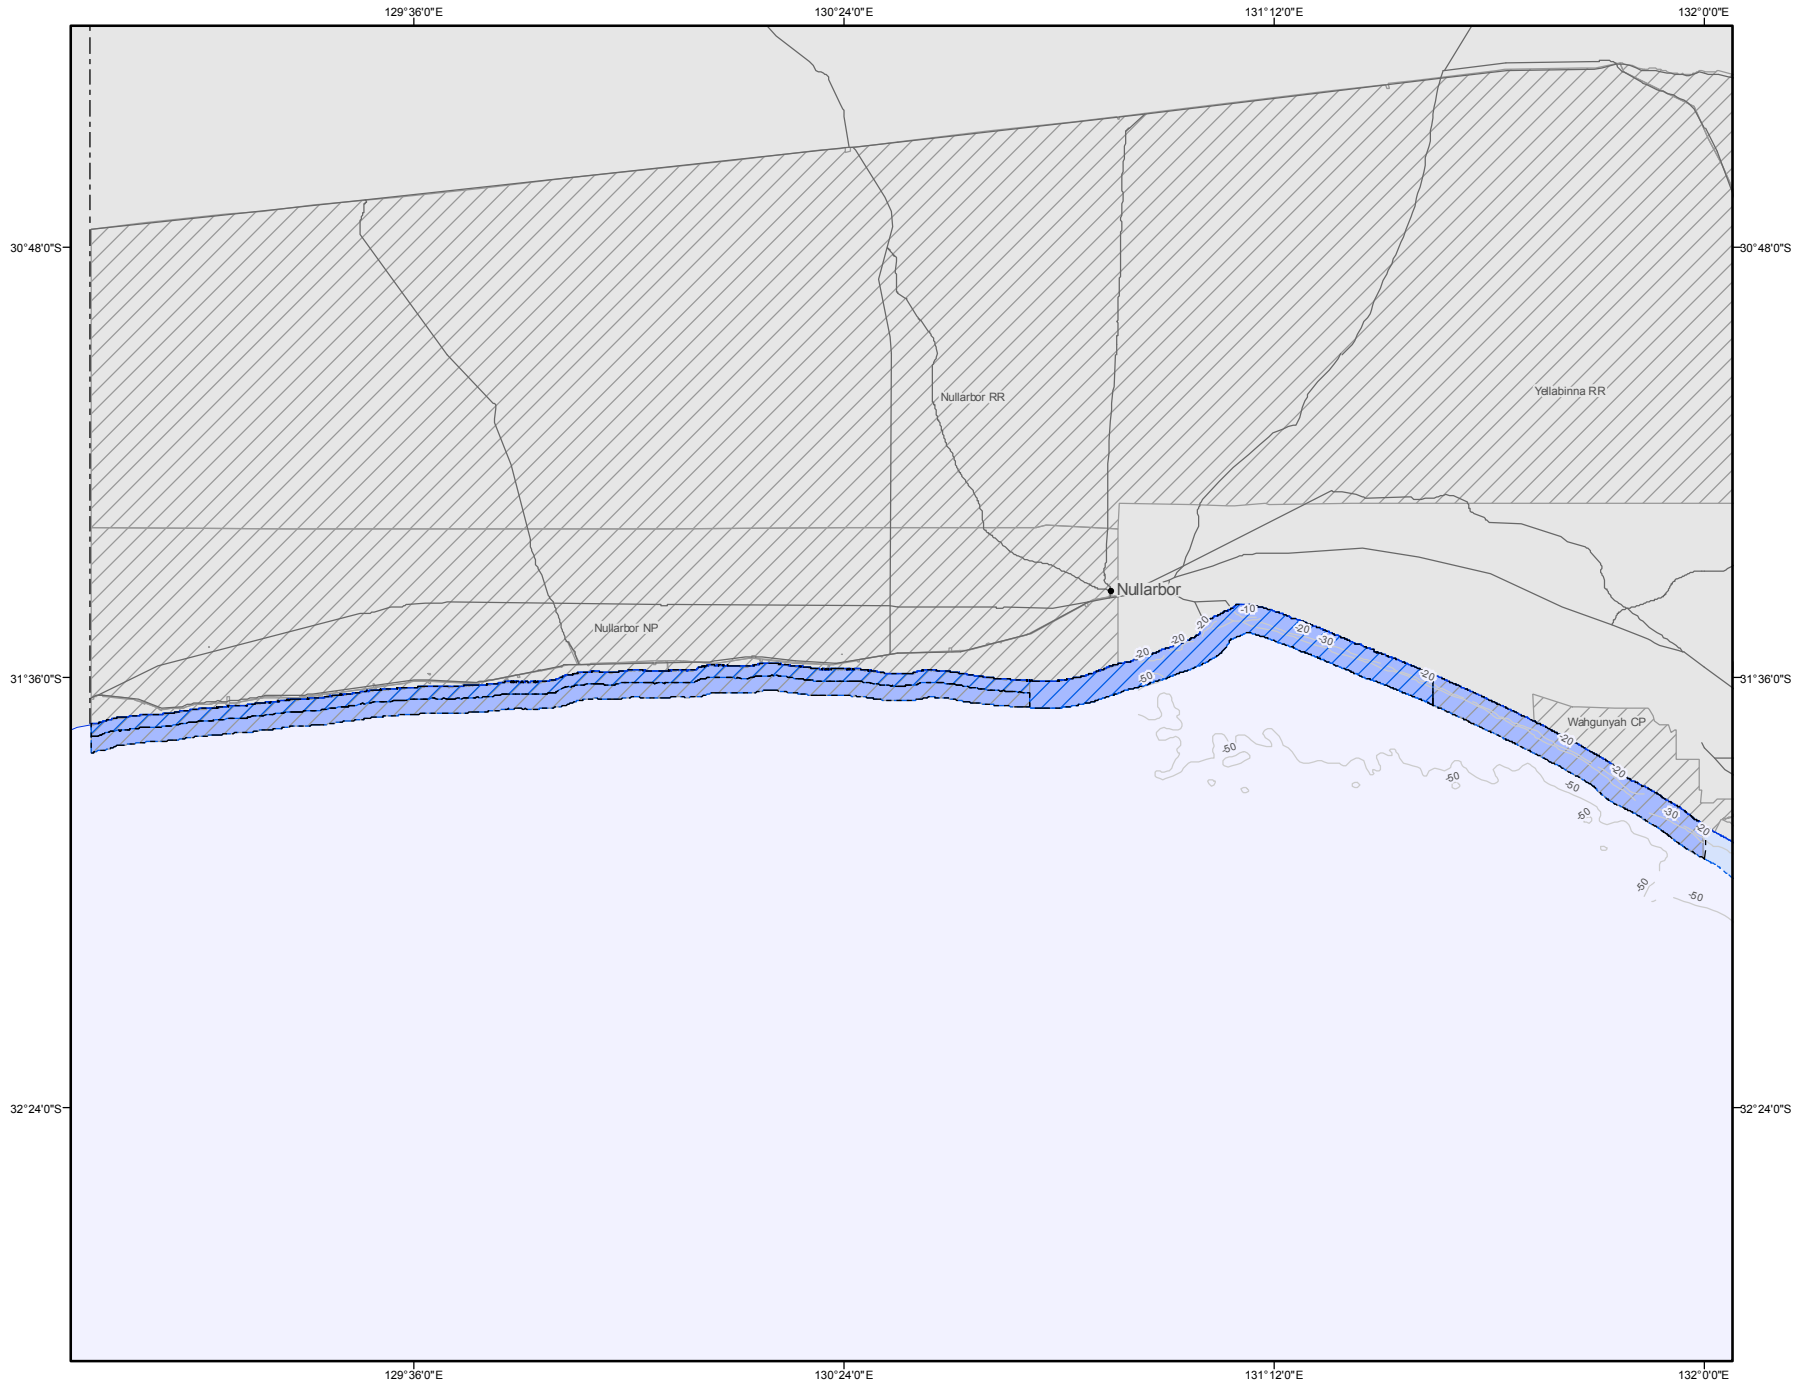 129°36'0"E
130°24'0"E
131°12'0"E
132°0'0"E
30°48'0"S
30°48'0"S
Nullarbor RR
Yellabinna RR
Nullarbor
-10
-20
-20
-30
Nullarbor NP
-20
-20
31°36'0"S
-50
-20
31°36'0"S
Wahgunyah CP
-20
-50
-20
-50
-50
-50
-30
-20
-50
-50
32°24'0"S
32°24'0"S
129°36'0"E
130°24'0"E
131°12'0"E
132°0'0"E